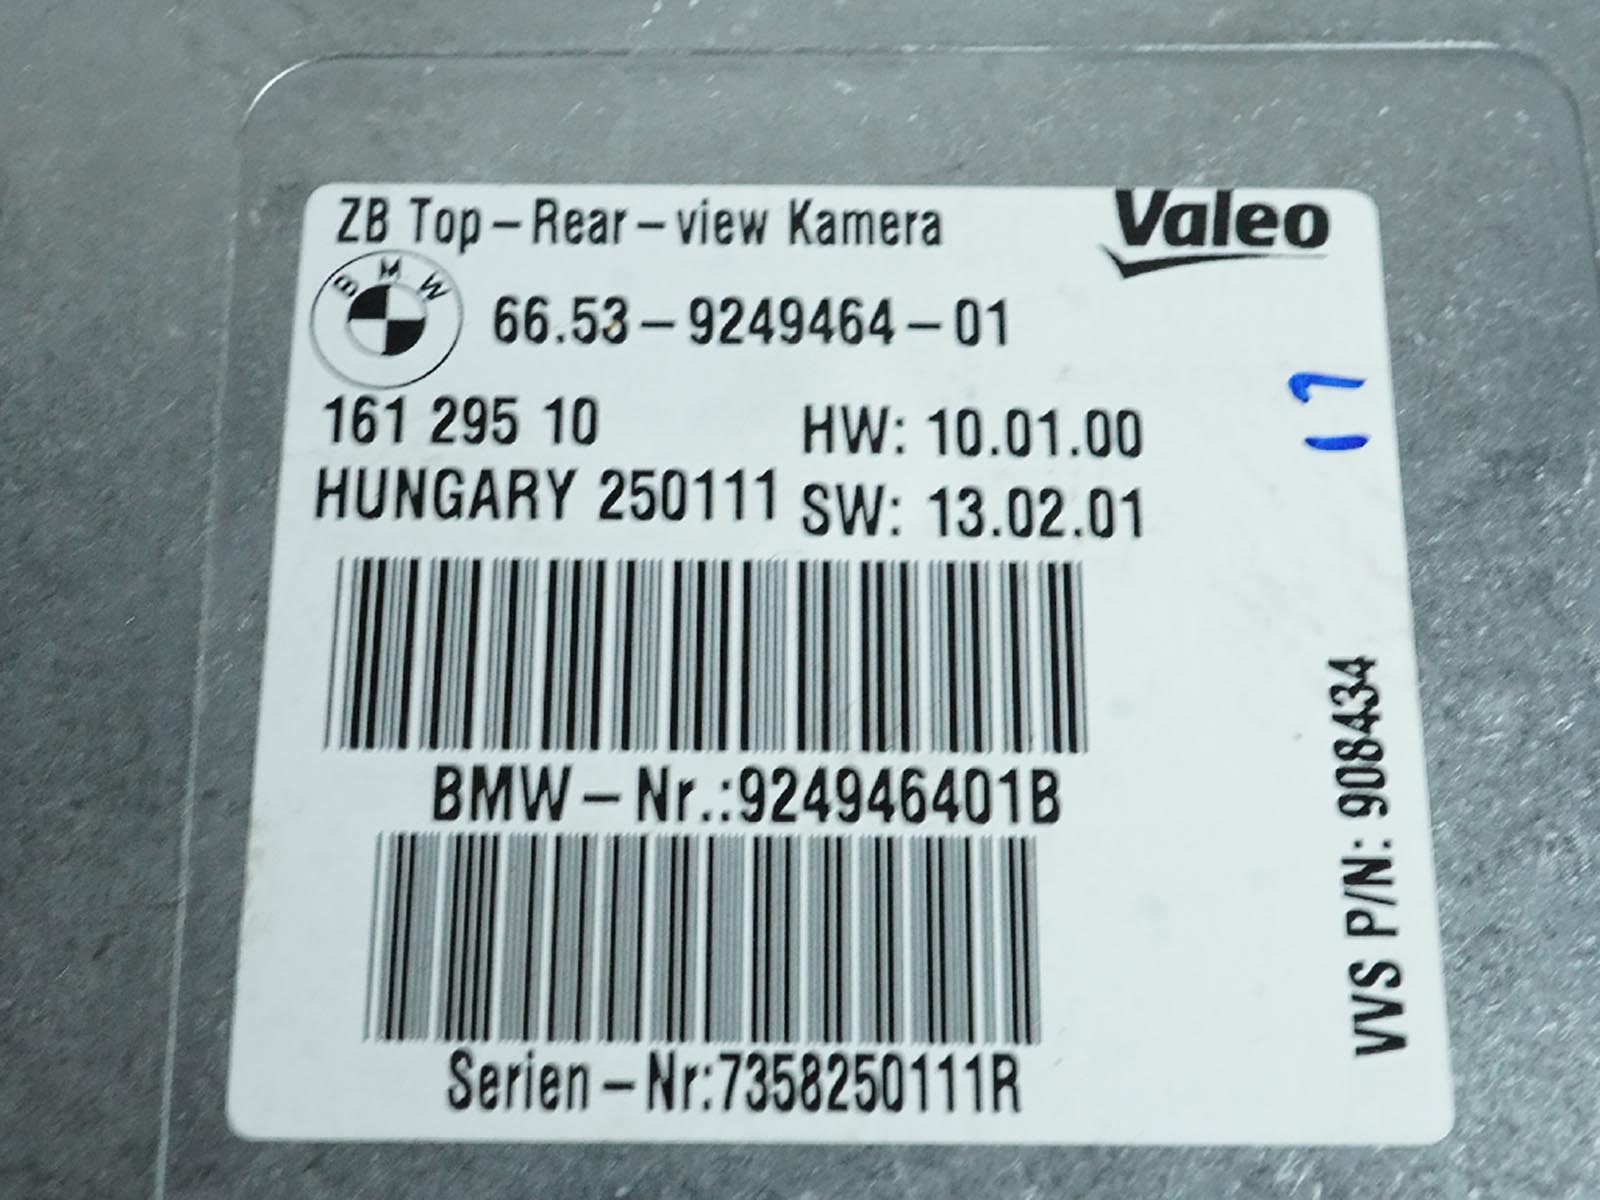 ZB Top-Rear-view Kamera
Valeo
BMW
66.53-9249464-01
161 295 10
HW: 10.01.00
HUNGARY 250111
SW: 13.02.01
BMW-Nr.:924946401B
Serien-Nr:7358250111R
VVS P/N: 908434